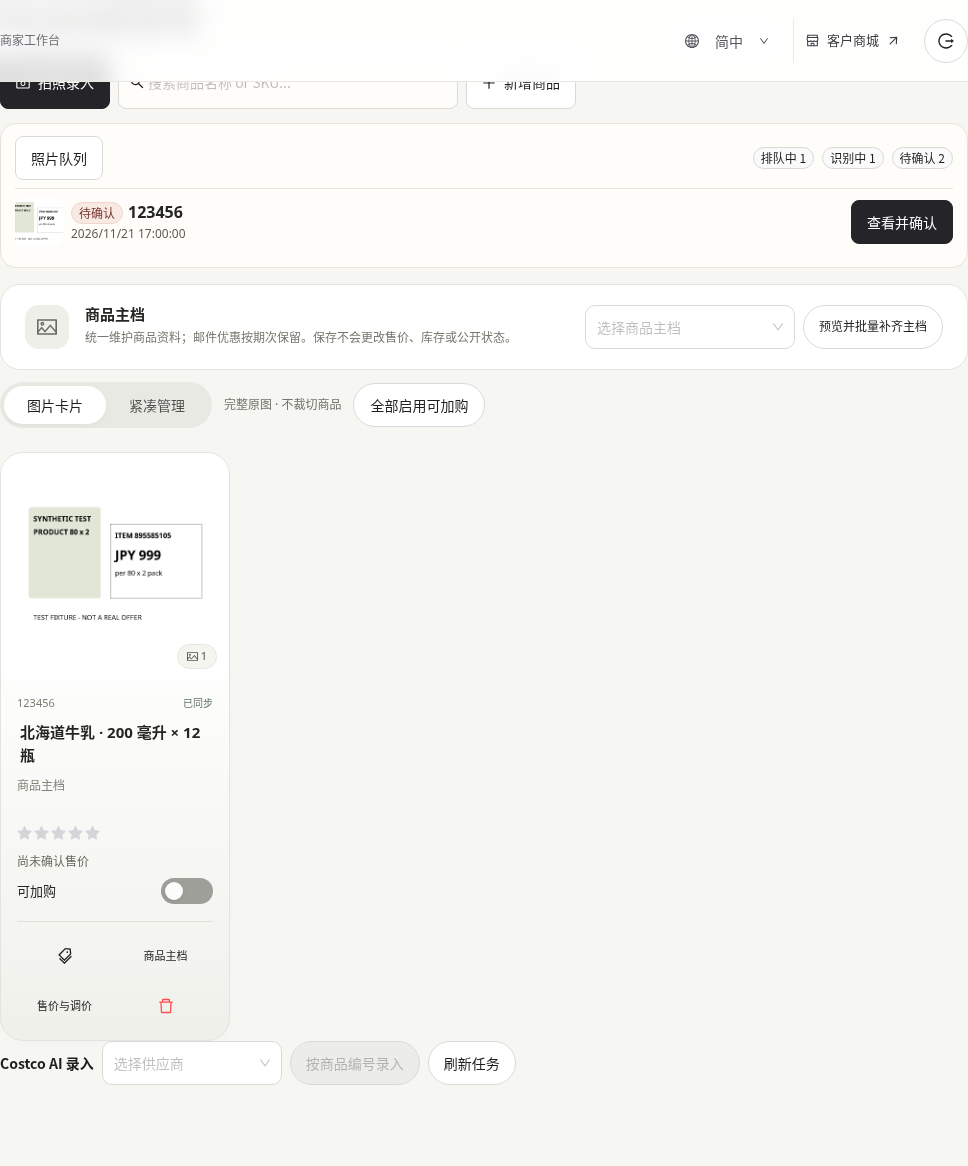 商家工作台
简中
客户商城
拍照录入
搜索商品名称 or SKU...
新增商品
照片队列
排队中 1
识别中 1
待确认 2
待确认 123456
2026/11/21 17:00:00
查看并确认
商品主档
统一维护商品资料；邮件优惠按期次保留。保存不会更改售价、库存或公开状态。
选择商品主档
预览并批量补齐主档
图片卡片
紧凑管理
完整原图 · 不裁切商品
全部启用可加购
SYNTHETIC TEST
PRODUCT 80 x 2
ITEM 895585105
JPY 999
per 80 x 2 pack
TEST FIXTURE - NOT A REAL OFFER
1
123456
已同步
北海道牛乳 · 200 毫升 × 12
瓶
商品主档
尚未确认售价
可加购
商品主档
售价与调价
Costco AI 录入
选择供应商
按商品编号录入
刷新任务